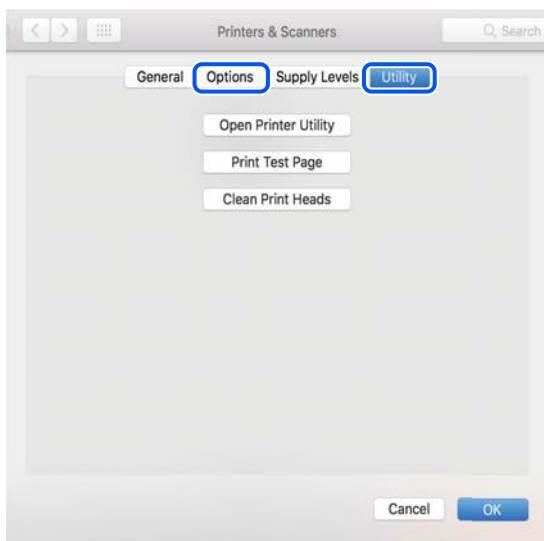 Printers & Scanners
Search
General Options Supply Levels Utility
Open Printer Utility
Print Test Page
Clean Print Heads
Cancel OK